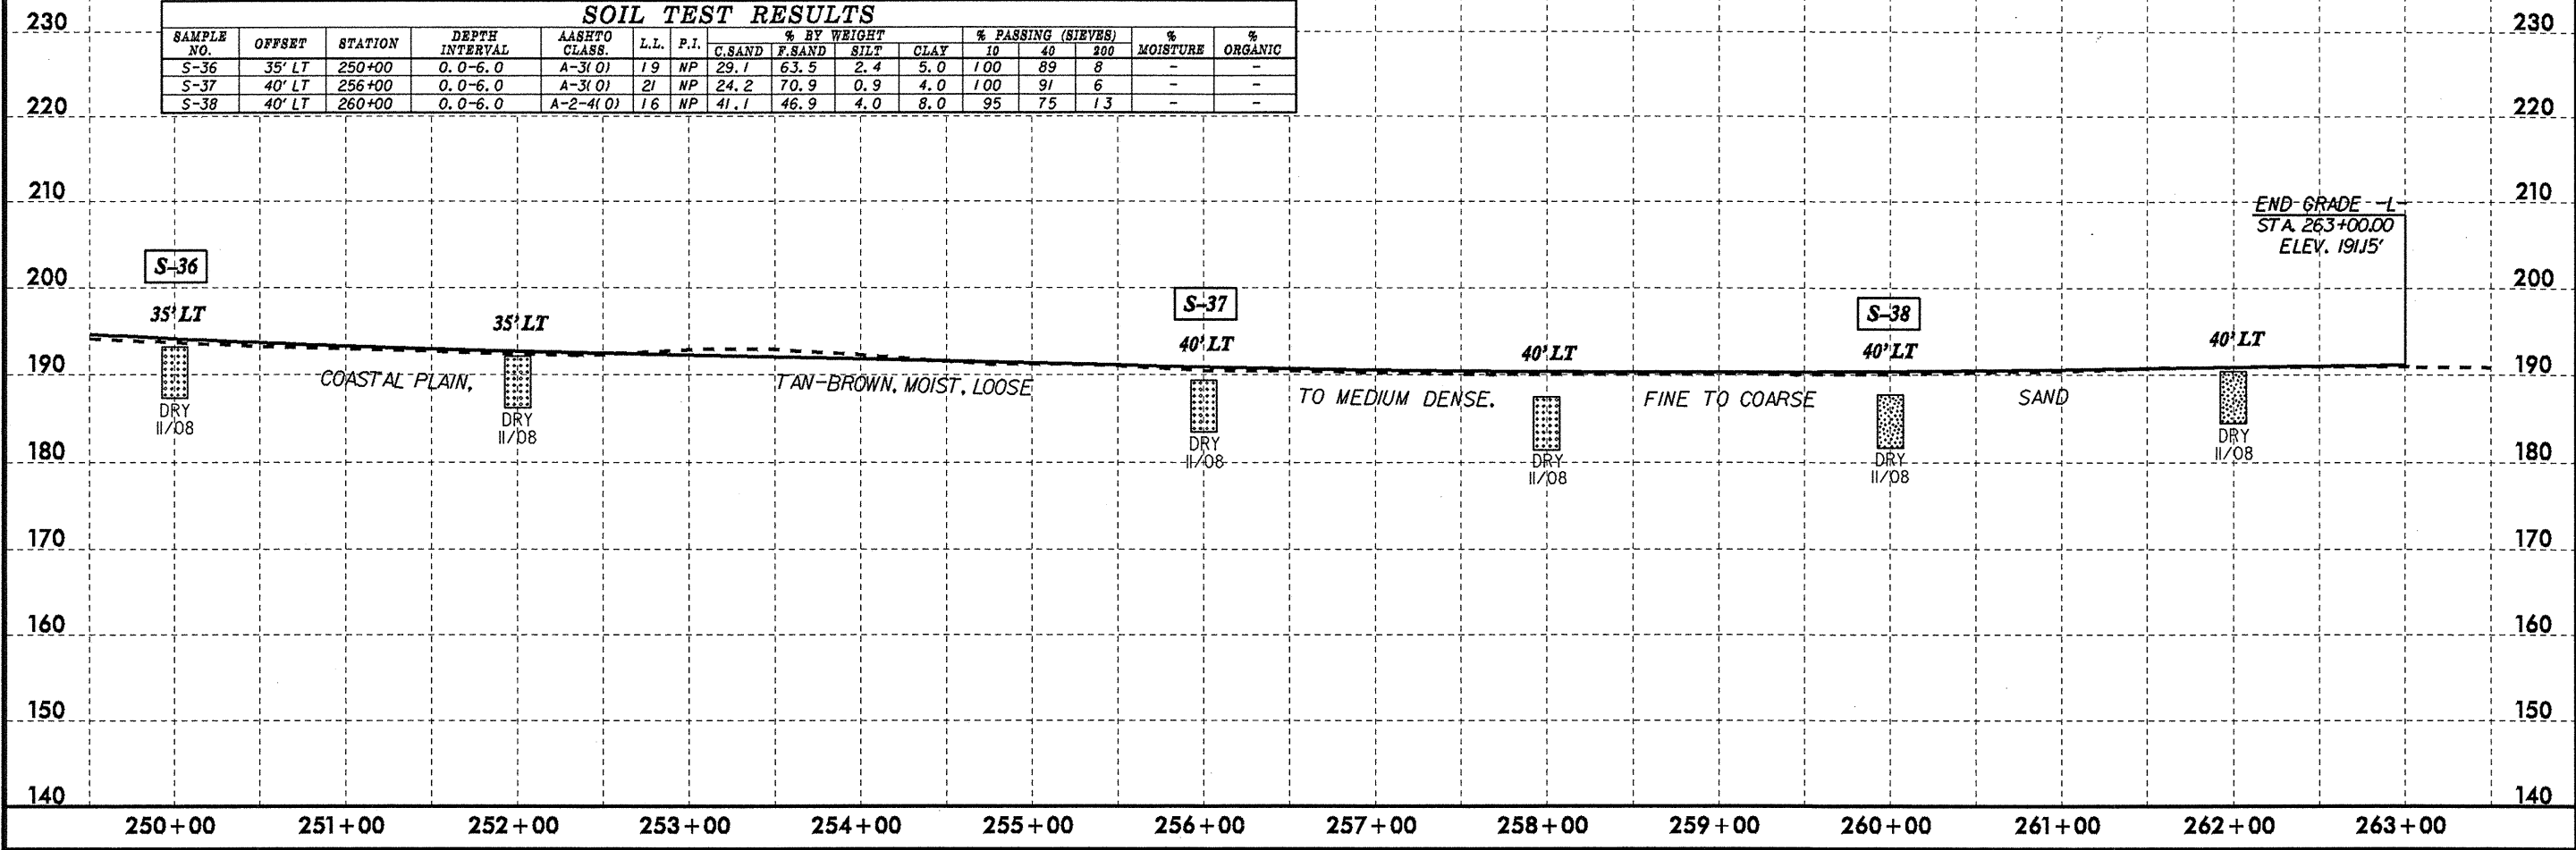 SOIL TEST RESULTS
SAMPLE NO. OFFSET STATION DEPTH INTERVAL AASHTO CLASS. L.L. P.I. % BY WEIGHT % PASSING (SIEVES) % MOISTURE % ORGANIC
C.SAND F.SAND SILT CLAY 10 40 200
S-36 35' LT 250+00 0.0-6.0 A-3(0) 19 NP 29.1 63.5 2.4 5.0 100 89 8 - -
S-37 40' LT 256+00 0.0-6.0 A-3(0) 21 NP 24.2 70.9 0.9 4.0 100 91 6 - -
S-38 40' LT 260+00 0.0-6.0 A-2-4(0) 16 NP 41.1 46.9 4.0 8.0 95 75 13 - -
230 230
220 220
210 210
END GRADE -L-
STA. 263+00.00
ELEV. 191.15'
200 200
S-36 S-37 S-38
35' LT 35' LT 40' LT 40' LT 40' LT 40' LT
190 190
COASTAL PLAIN, TAN-BROWN, MOIST, LOOSE TO MEDIUM DENSE, FINE TO COARSE SAND
DRY DRY DRY DRY DRY DRY
11/08 11/08 11/08 11/08 11/08 11/08
180 180
170 170
160 160
150 150
140 140
250+00 251+00 252+00 253+00 254+00 255+00 256+00 257+00 258+00 259+00 260+00 261+00 262+00 263+00